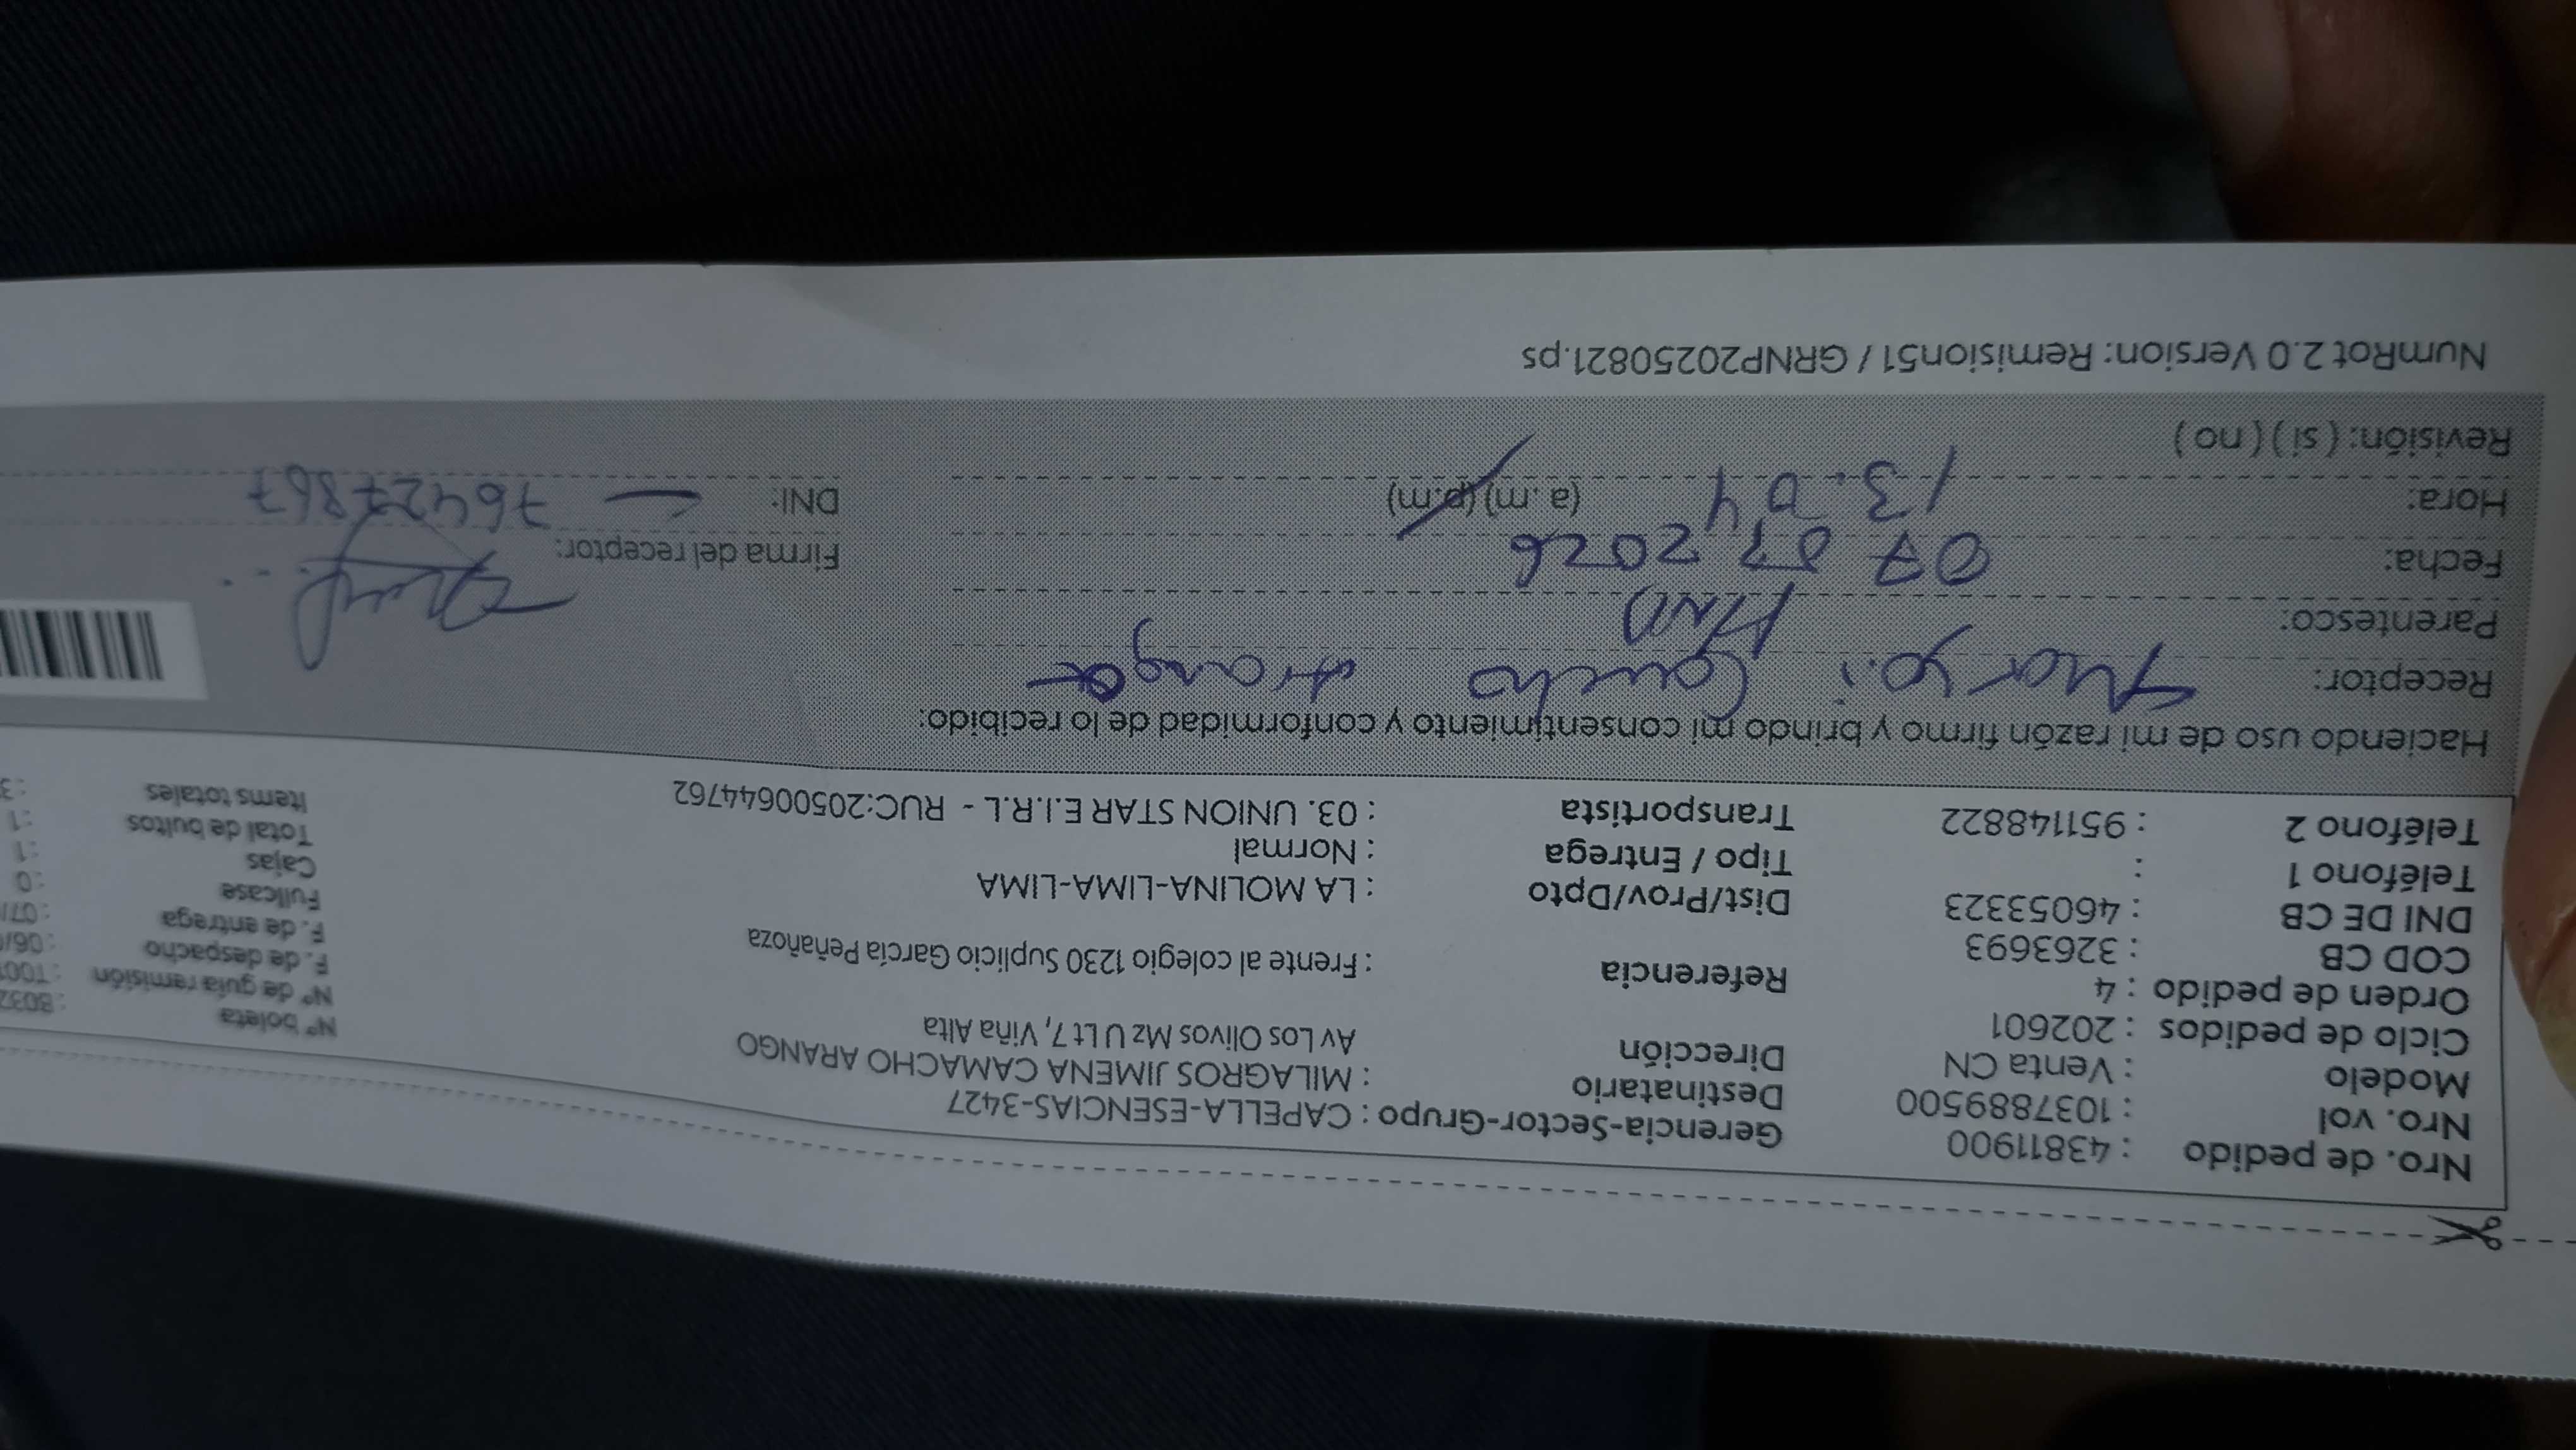 Nro. de pedido : 43811900
Nro. vol : 1037889500
Modelo : Venta CN
Ciclo de pedidos : 202601
Orden de pedido : 4
COD CB : 3263693
DNI DE CB : 46053323
Teléfono 1 :
Teléfono 2 : 951148822
Gerencia-Sector-Grupo : CAPELLA-ESENCIAS-3427
Destinatario : MILAGROS JIMENA CAMACHO ARANGO
Dirección Av Los Olivos Mz U Lt 7, Viña Alta
Referencia : Frente al colegio 1230 Suplicio García Peñañoza
Dist/Prov/Dpto : LA MOLINA-LIMA-LIMA
Tipo / Entrega : Normal
Transportista : 03. UNION STAR E.I.R.L - RUC:20500644762
N° boleta
N° de guía remisión
F. de despacho
F. de entrega
Fullcase :0
Cajas :1
Total de bultos :1
Items totales
Haciendo uso de mi razón firmo y brindo mi consentimiento y conformidad de lo recibido:
Receptor:
Parentesco:
Fecha: 07 2026
Hora: 13.04 (a.m) (p.m)
Revisión: (si) (no)
Firma del receptor:
DNI: 76427867
NumRot 2.0 Version: Remision51 / GRNP20250821.ps